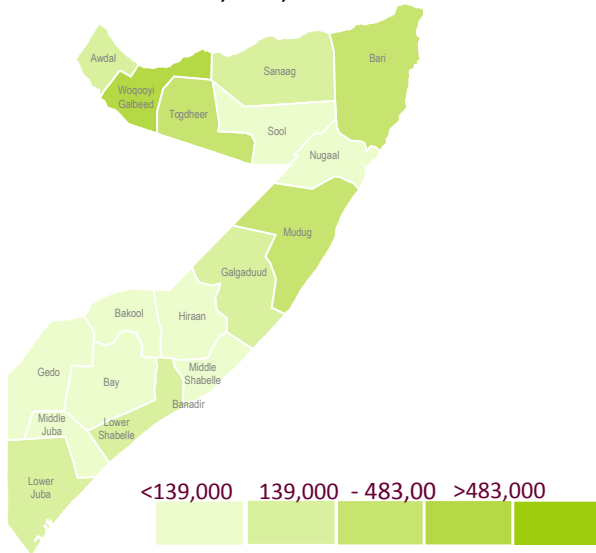 Awdal
Woqooyi
Galbeed
Togdheer
Sanaag
Bari
Sool
Nugaal
Mudug
Galgaduud
Hiraan
Bakool
Gedo
Bay
Middle
Shabelle
Banadir
Middle
Juba
Lower
Shabelle
Lower
Juba
<139,000 139,000 - 483,00 >483,000